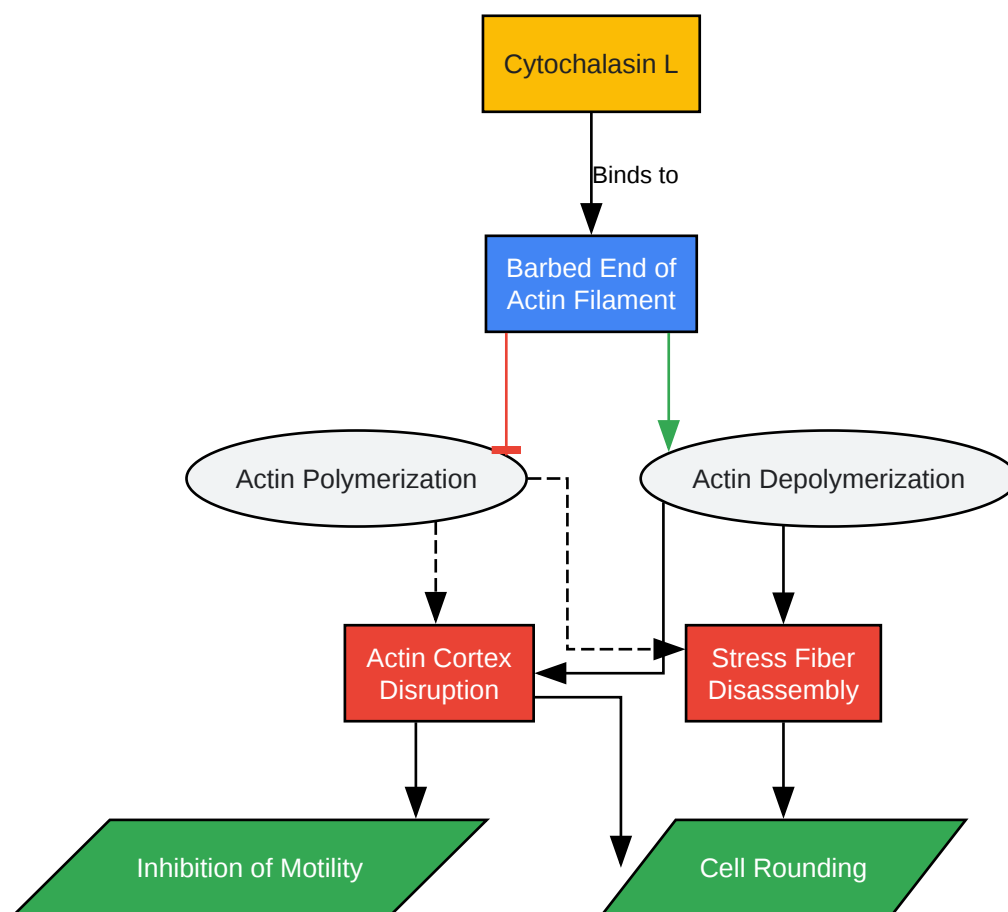 Cytochalasin L
Binds to
Barbed End of
Actin Filament
Actin Polymerization
Actin Depolymerization
Actin Cortex
Disruption
Stress Fiber
Disassembly
Inhibition of Motility
Cell Rounding